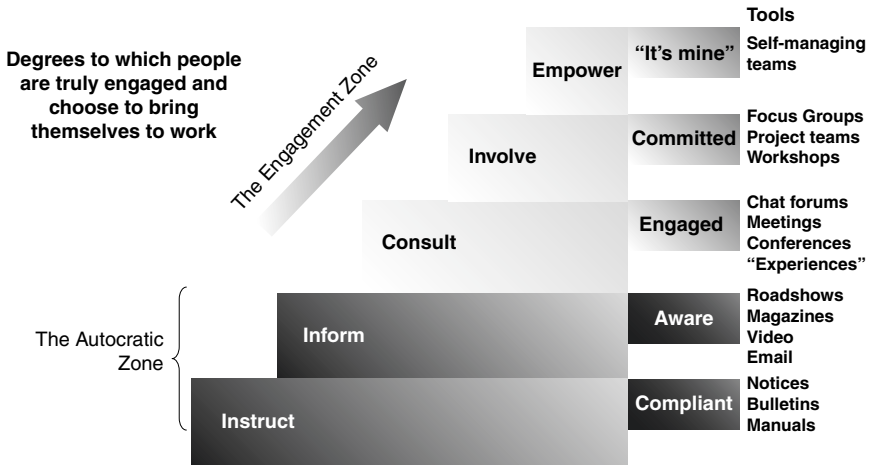 Tools
Degrees to which people
are truly engaged and
choose to bring
themselves to work
The Engagement Zone
Empower
“It’s mine”
Self-managing
teams
Involve
Committed
Focus Groups
Project teams
Workshops
Consult
Engaged
Chat forums
Meetings
Conferences
“Experiences”
The Autocratic
Zone
Inform
Aware
Roadshows
Magazines
Video
Email
Instruct
Compliant
Notices
Bulletins
Manuals